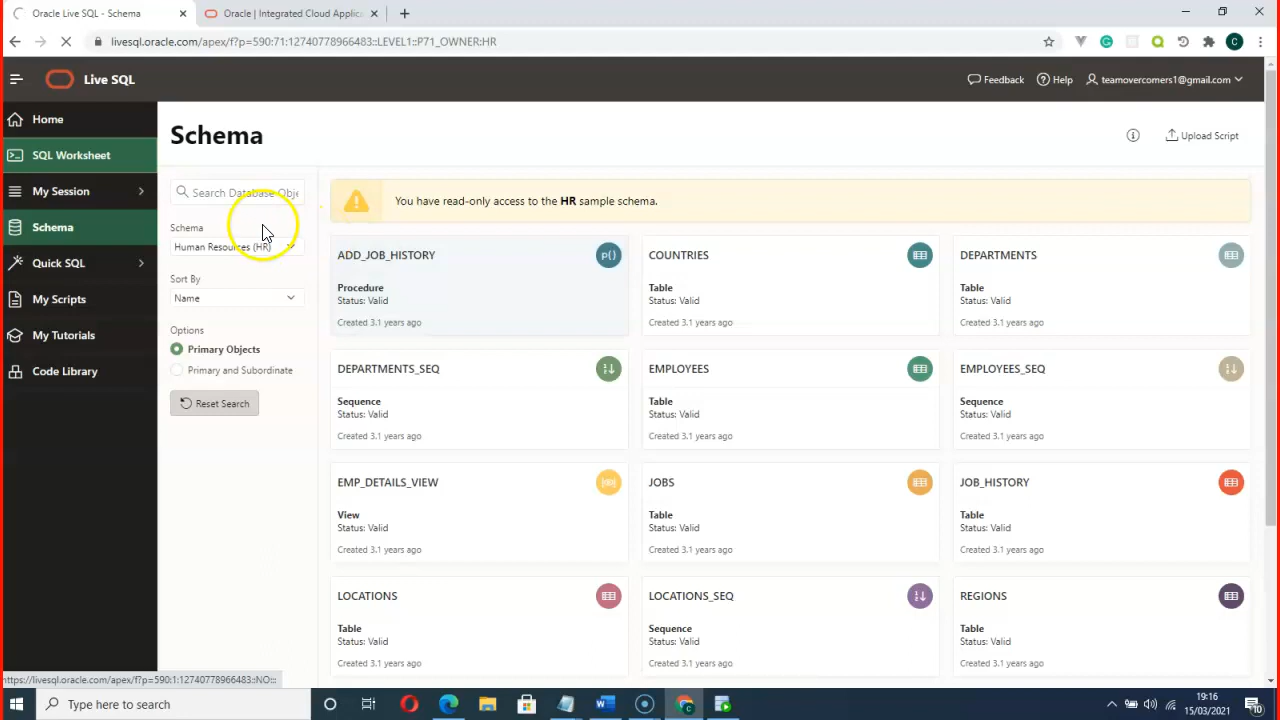 Oracle Live SQL - Schema
Oracle | Integrated Cloud Applic
livesql.oracle.com/apex/f?p=590:71:12740778966483::LEVEL1::P71_OWNER:HR
Live SQL
Feedback
Help
teamovercomers1@gmail.com
Home
SQL Worksheet
My Session
Schema
Quick SQL
My Scripts
My Tutorials
Code Library
Schema
Upload Script
Search Database Obje
Schema
Human Resources (HR)
Sort By
Name
Options
Primary Objects
Primary and Subordinate
Reset Search
You have read-only access to the HR sample schema.
ADD_JOB_HISTORY
p()
Procedure
Status: Valid
Created 3.1 years ago
COUNTRIES
Table
Status: Valid
Created 3.1 years ago
DEPARTMENTS
Table
Status: Valid
Created 3.1 years ago
DEPARTMENTS_SEQ
Sequence
Status: Valid
Created 3.1 years ago
EMPLOYEES
Table
Status: Valid
Created 3.1 years ago
EMPLOYEES_SEQ
Sequence
Status: Valid
Created 3.1 years ago
EMP_DETAILS_VIEW
View
Status: Valid
Created 3.1 years ago
JOBS
Table
Status: Valid
Created 3.1 years ago
JOB_HISTORY
Table
Status: Valid
Created 3.1 years ago
LOCATIONS
Table
Status: Valid
Created 3.1 years ago
LOCATIONS_SEQ
Sequence
Status: Valid
Created 3.1 years ago
REGIONS
Table
Status: Valid
Created 3.1 years ago
https://livesql.oracle.com/apex/f?p=590:1:12740778966483::NO:::
Type here to search
19:16
15/03/2021
10